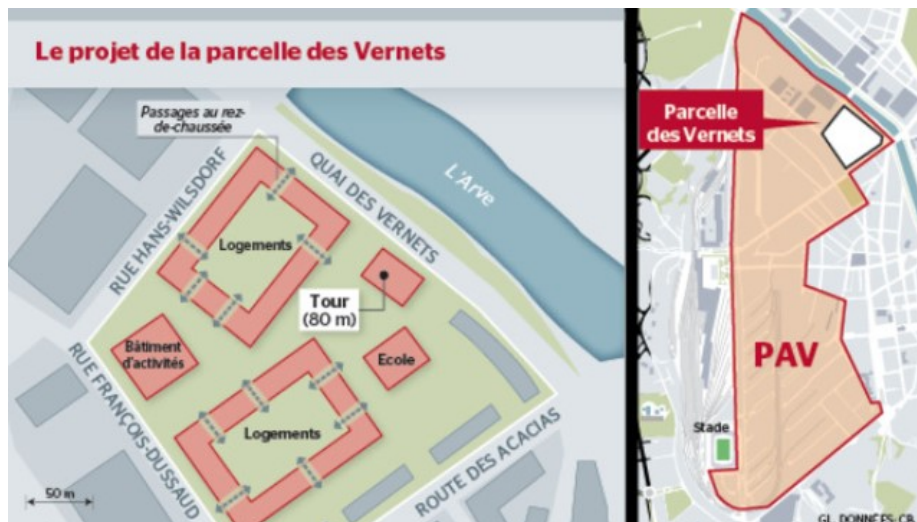 Le projet de la parcelle des Vernets
Passages au rez-
de-chaussée
RUE HANS-WILSDORF
QUAI DES VERNETS
L'Arve
Logements
Tour
(80 m)
Bâtiment
d'activités
Ecole
RUE FRANÇOIS-DUSSAUD
Logements
ROUTE DES ACACIAS
50 m
Parcelle
des Vernets
PAV
Stade
GI. DONNÉES-CB